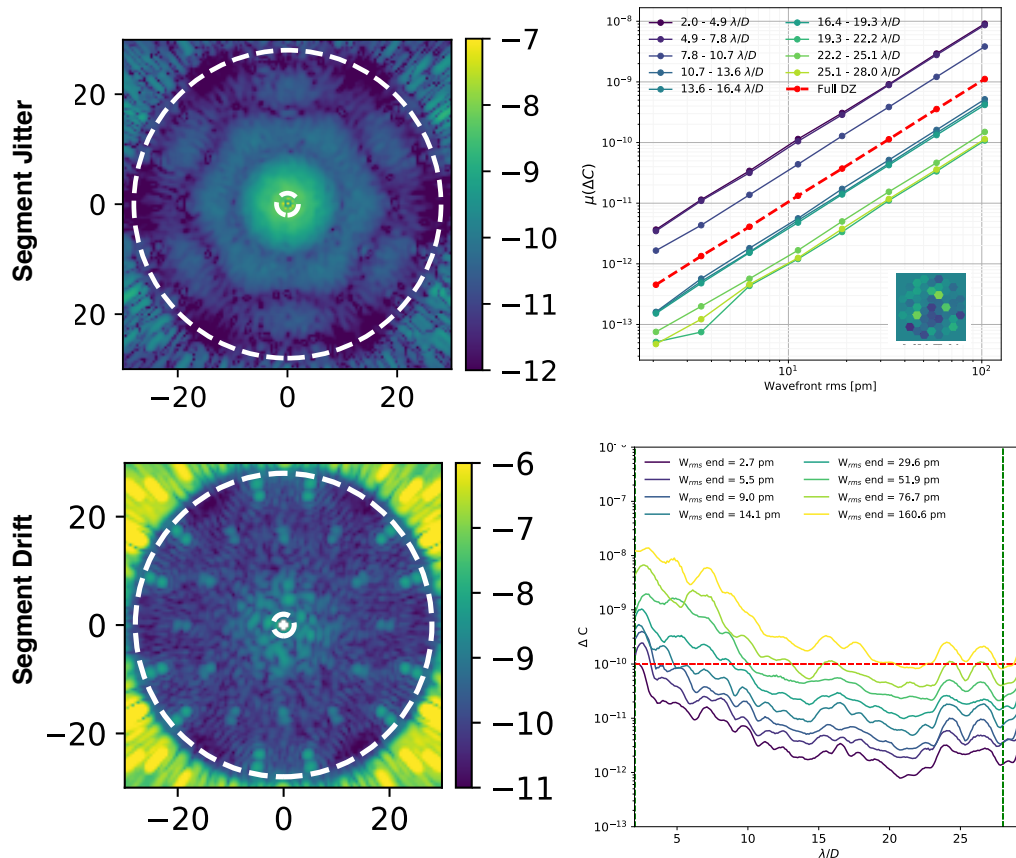 Segment Jitter
20
0
−20
−20
0
20
−7
−8
−9
−10
−11
−12
μ(ΔC)
10⁻⁸
10⁻⁹
10⁻¹⁰
10⁻¹¹
10⁻¹²
10⁻¹³
2.0 - 4.9 λ/D
4.9 - 7.8 λ/D
7.8 - 10.7 λ/D
10.7 - 13.6 λ/D
13.6 - 16.4 λ/D
16.4 - 19.3 λ/D
19.3 - 22.2 λ/D
22.2 - 25.1 λ/D
25.1 - 28.0 λ/D
Full DZ
10¹
10²
Wavefront rms [pm]
Segment Drift
20
0
−20
−20
0
20
−6
−7
−8
−9
−10
−11
Δ C
10⁻⁷
10⁻⁸
10⁻⁹
10⁻¹⁰
10⁻¹¹
10⁻¹²
10⁻¹³
W_rms end = 2.7 pm
W_rms end = 5.5 pm
W_rms end = 9.0 pm
W_rms end = 14.1 pm
W_rms end = 29.6 pm
W_rms end = 51.9 pm
W_rms end = 76.7 pm
W_rms end = 160.6 pm
5
10
15
20
25
λ/D